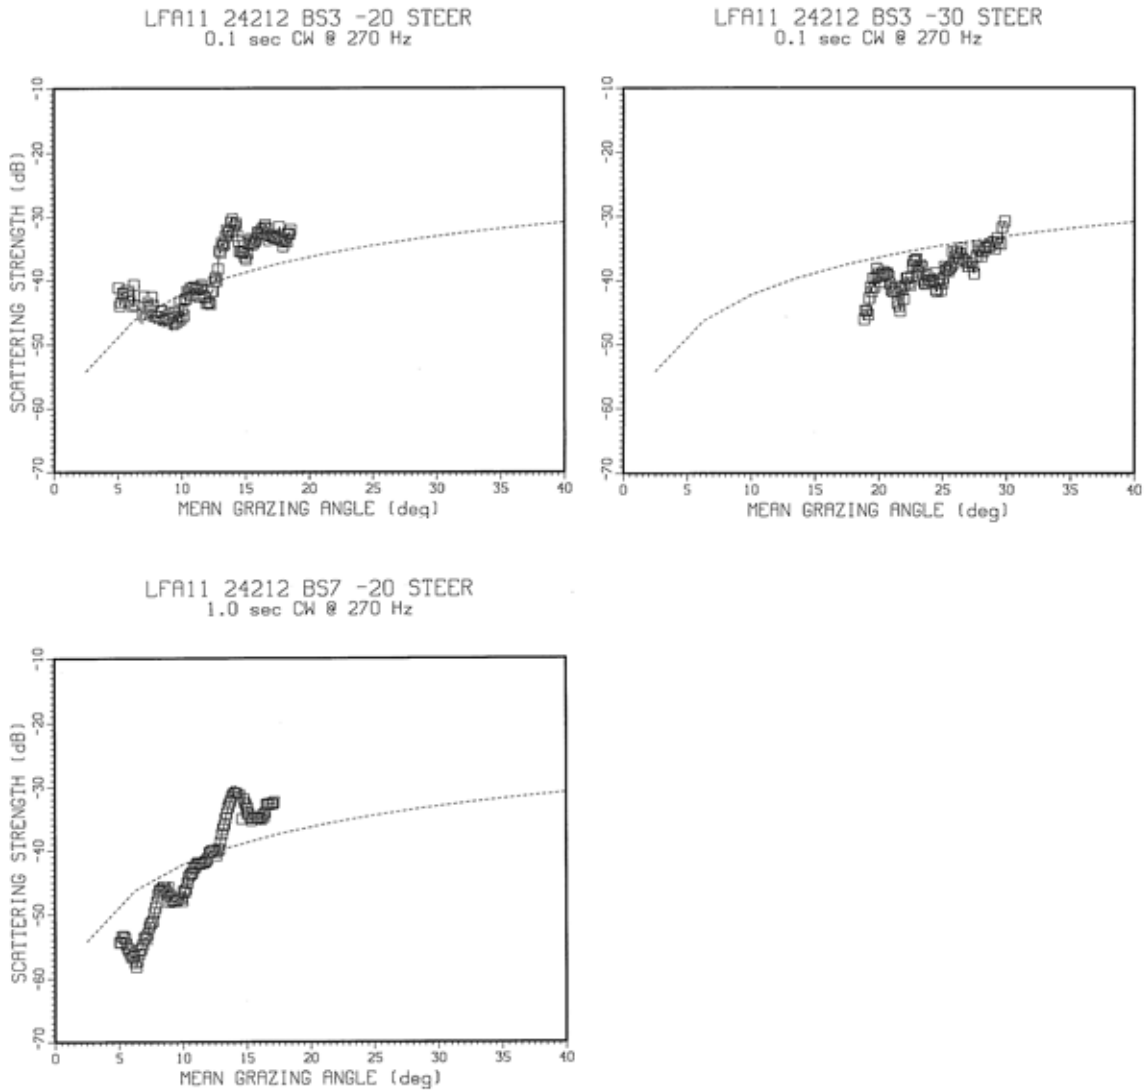 LFA11 24212 BS3 -20 STEER
0.1 sec CW @ 270 Hz
-10
-20
-30
-40
-50
-60
-70
SCATTERING STRENGTH (dB)
0 5 10 15 20 25 30 35 40
MEAN GRAZING ANGLE (deg)
LFA11 24212 BS3 -30 STEER
0.1 sec CW @ 270 Hz
-10
-20
-30
-40
-50
-60
-70
0 5 10 15 20 25 30 35 40
MEAN GRAZING ANGLE (deg)
LFA11 24212 BS7 -20 STEER
1.0 sec CW @ 270 Hz
-10
-20
-30
-40
-50
-60
-70
SCATTERING STRENGTH (dB)
0 5 10 15 20 25 30 35 40
MEAN GRAZING ANGLE (deg)